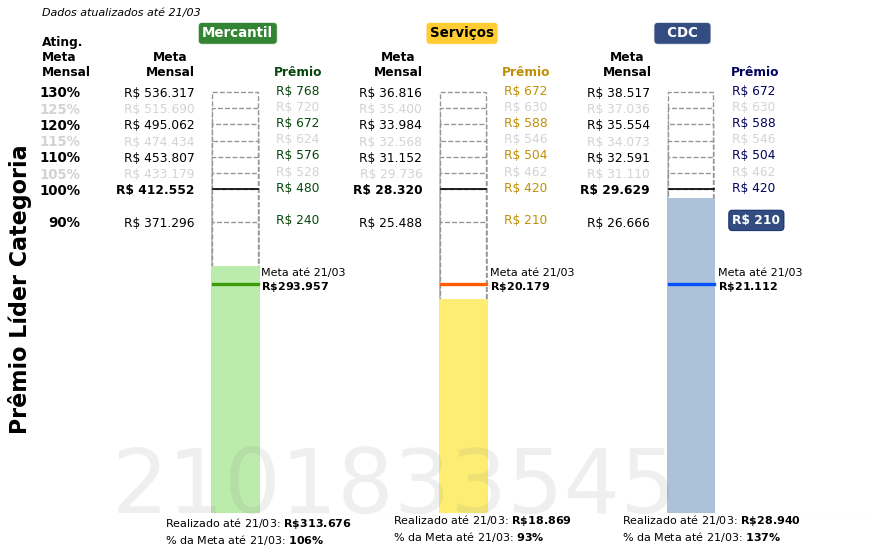 Dados atualizados até 21/03
Mercantil Serviços CDC
Ating. Meta Mensal Meta Mensal Prêmio Meta Mensal Prêmio Meta Mensal Prêmio
130% R$ 536.317 R$ 768 R$ 36.816 R$ 672 R$ 38.517 R$ 672
125% R$ 515.690 R$ 720 R$ 35.400 R$ 630 R$ 37.036 R$ 630
120% R$ 495.062 R$ 672 R$ 33.984 R$ 588 R$ 35.554 R$ 588
115% R$ 474.434 R$ 624 R$ 32.568 R$ 546 R$ 34.073 R$ 546
110% R$ 453.807 R$ 576 R$ 31.152 R$ 504 R$ 32.591 R$ 504
105% R$ 433.179 R$ 528 R$ 29.736 R$ 462 R$ 31.110 R$ 462
100% R$ 412.552 R$ 480 R$ 28.320 R$ 420 R$ 29.629 R$ 420
90% R$ 371.296 R$ 240 R$ 25.488 R$ 210 R$ 26.666 R$ 210
Meta até 21/03 Meta até 21/03 Meta até 21/03
R$293.957 R$20.179 R$21.112
Prêmio Líder Categoria
2101833545
Realizado até 21/03: R$313.676 Realizado até 21/03: R$18.869 Realizado até 21/03: R$28.940
% da Meta até 21/03: 106% % da Meta até 21/03: 93% % da Meta até 21/03: 137%